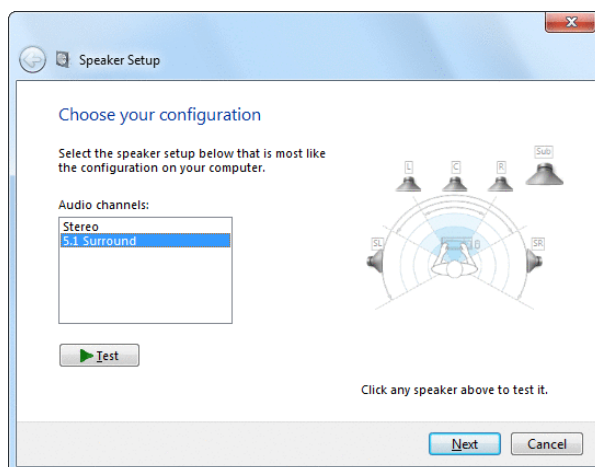 Speaker Setup
Choose your configuration
Select the speaker setup below that is most like
the configuration on your computer.
Audio channels:
Stereo
5.1 Surround
L
C
R
Sub
SL
SR
Test
Click any speaker above to test it.
Next
Cancel